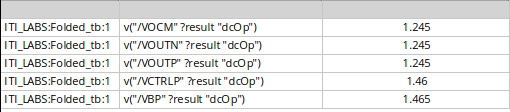 ITI_LABS:Folded_tb:1 v("/VOCM" ?result "dcOp") 1.245
ITI_LABS:Folded_tb:1 v("/VOUTN" ?result "dcOp") 1.245
ITI_LABS:Folded_tb:1 v("/VOUTP" ?result "dcOp") 1.245
ITI_LABS:Folded_tb:1 v("/VCTRLP" ?result "dcOp") 1.46
ITI_LABS:Folded_tb:1 v("/VBP" ?result "dcOp") 1.465